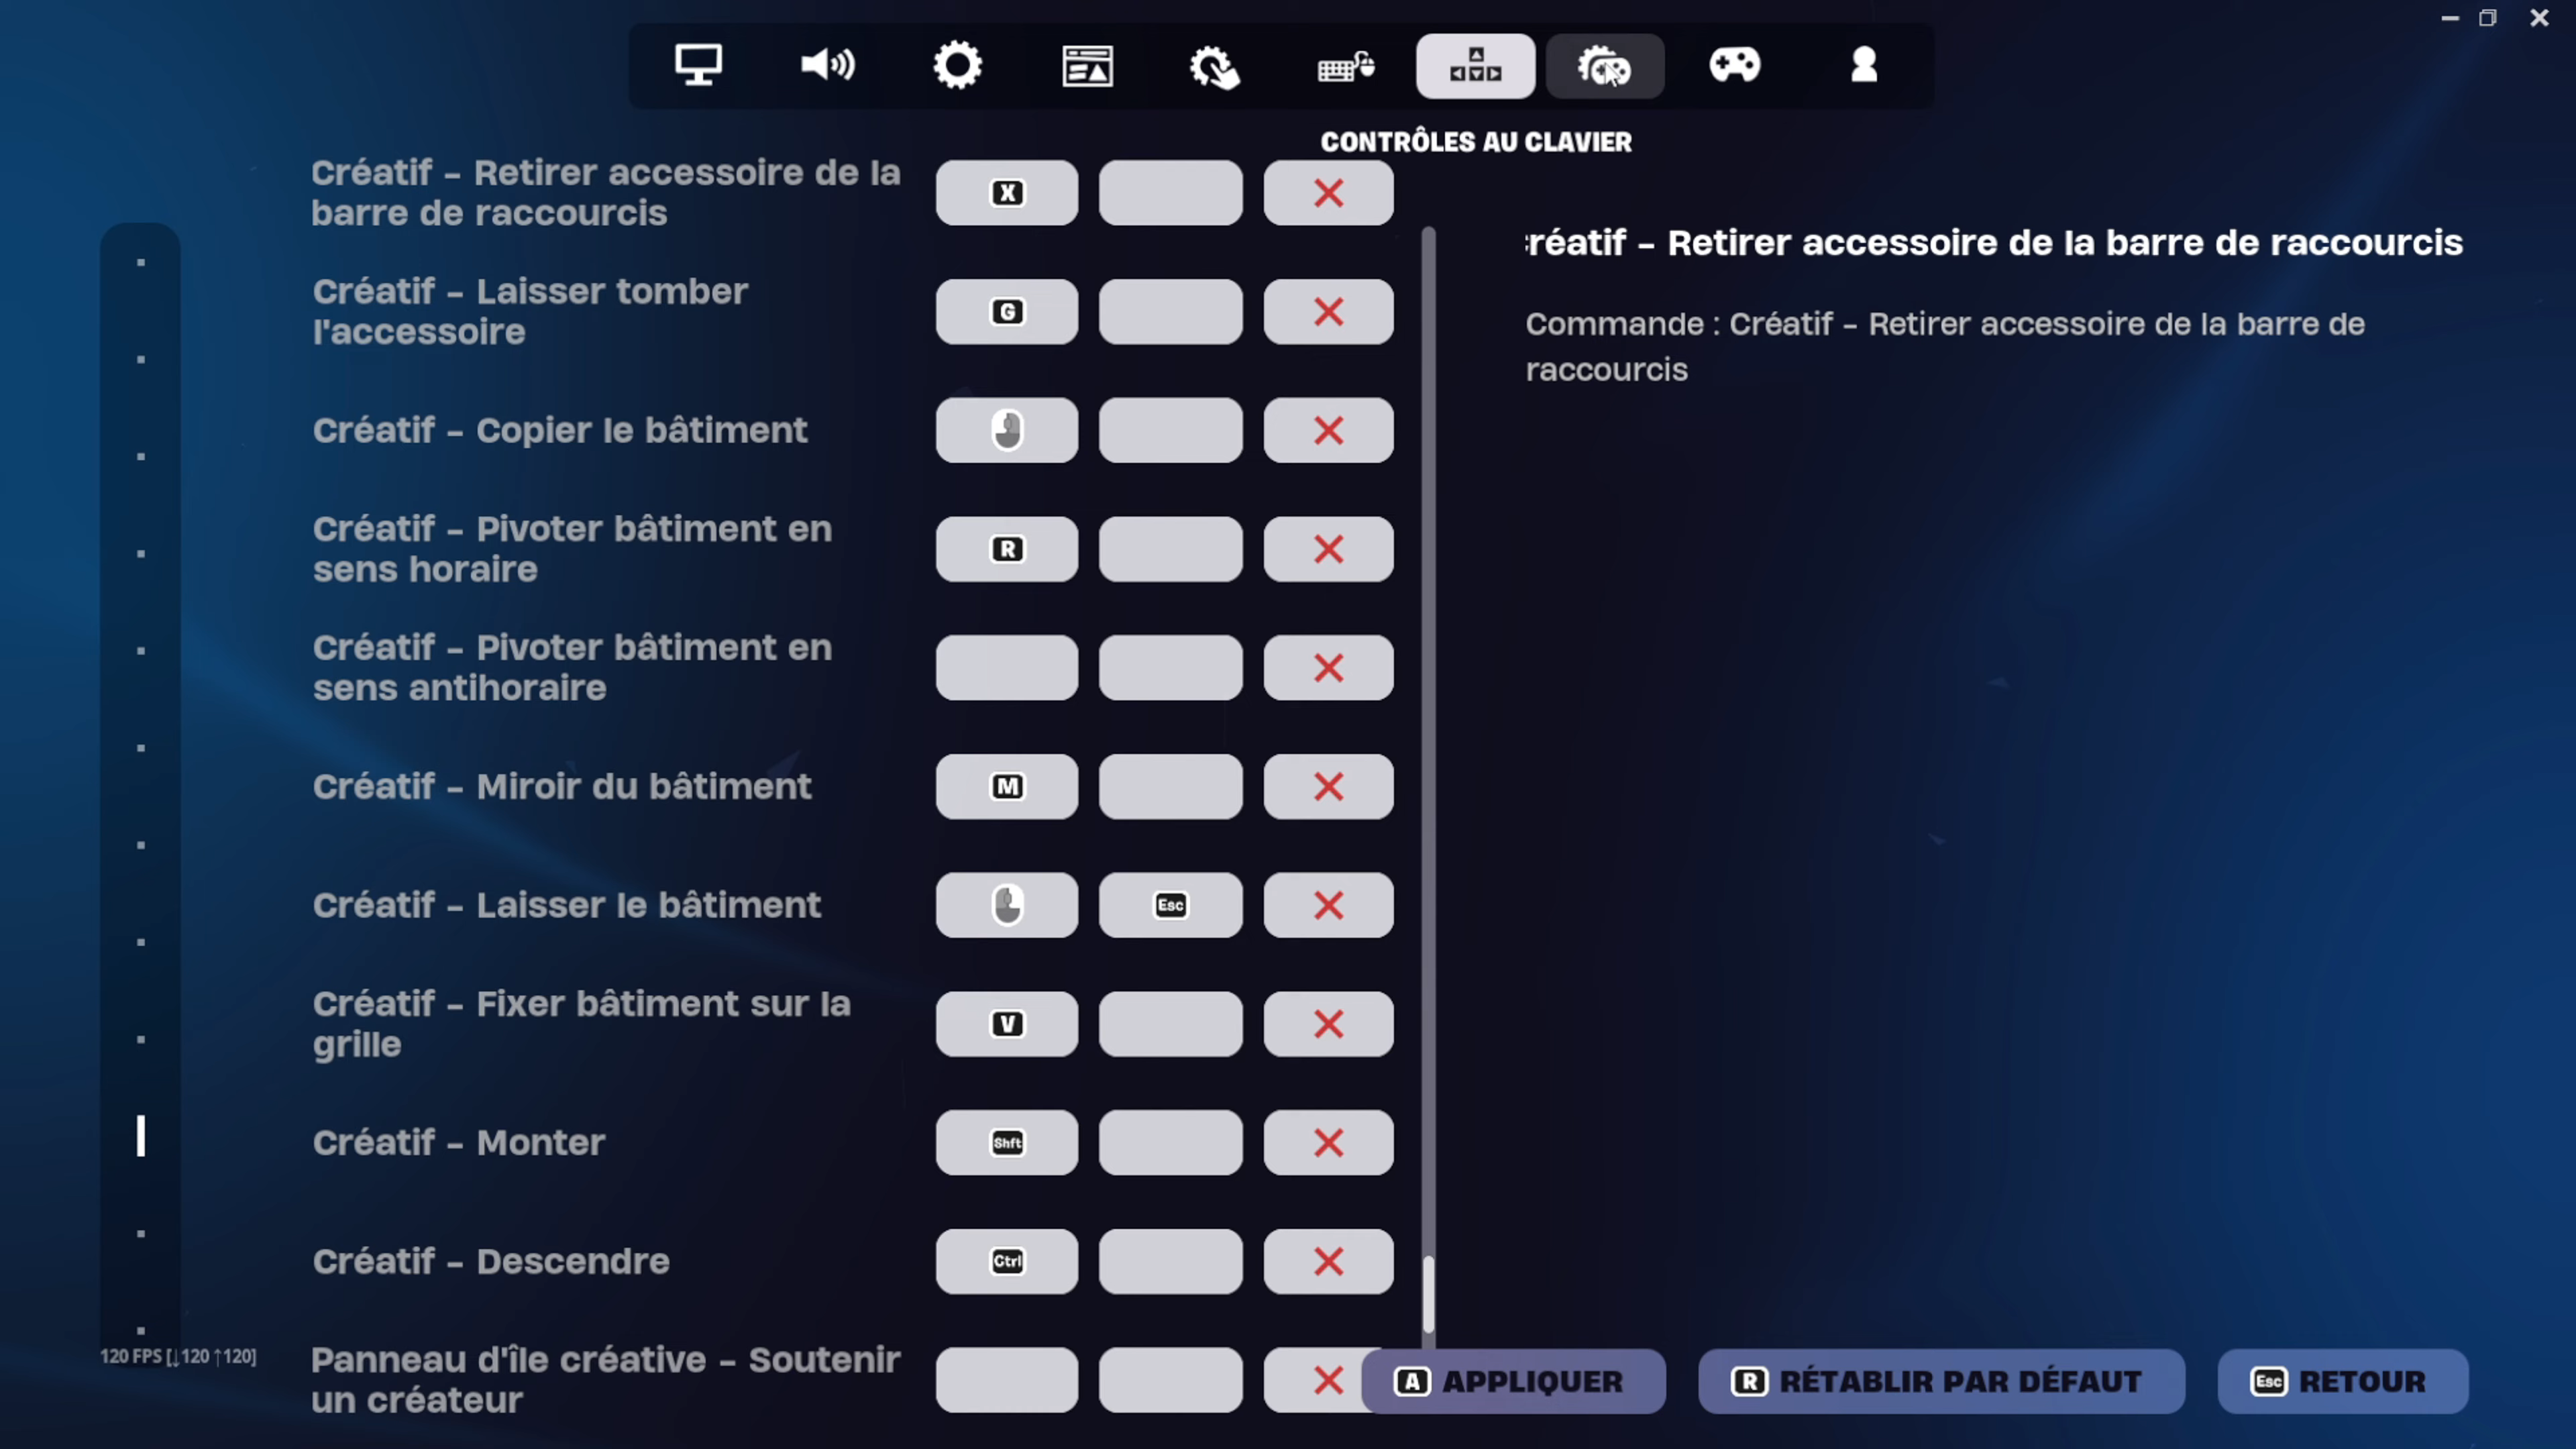 CONTRÔLES AU CLAVIER
Créatif - Retirer accessoire de la
barre de raccourcis
X
Créatif - Laisser tomber
l'accessoire
G
Créatif - Copier le bâtiment
Créatif - Pivoter bâtiment en
sens horaire
R
Créatif - Pivoter bâtiment en
sens antihoraire
Créatif - Miroir du bâtiment
M
Créatif - Laisser le bâtiment
Esc
Créatif - Fixer bâtiment sur la
grille
V
Créatif - Monter
Shft
Créatif - Descendre
Ctrl
Panneau d'île créative - Soutenir
un créateur
réatif - Retirer accessoire de la barre de raccourcis
Commande : Créatif - Retirer accessoire de la barre de
raccourcis
120 FPS [↓120 ↑120]
A APPLIQUER
R RÉTABLIR PAR DÉFAUT
Esc RETOUR